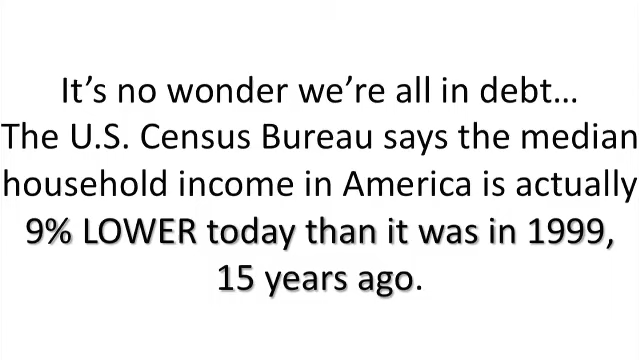 It’s no wonder we’re all in debt…
The U.S. Census Bureau says the median
household income in America is actually
9% LOWER today than it was in 1999,
15 years ago.